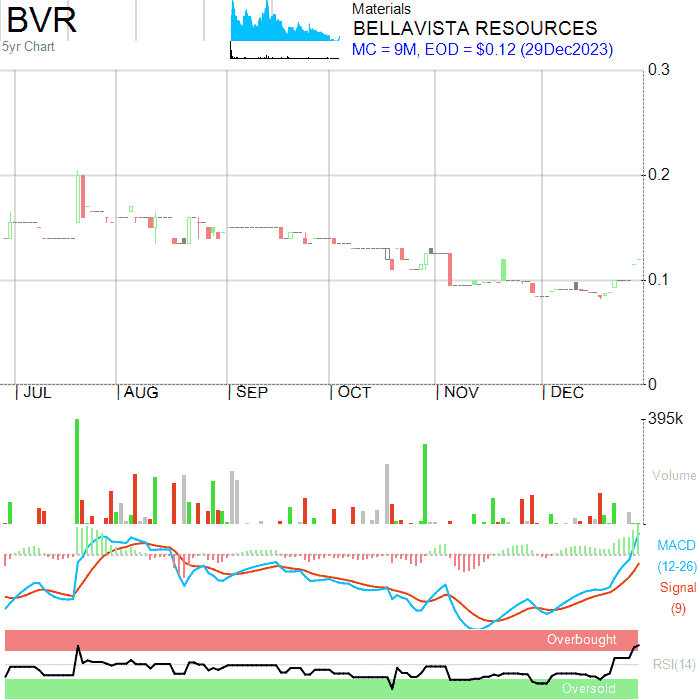 BVR
5yr Chart
Materials
BELLAVISTA RESOURCES
MC = 9M, EOD = $0.12 (29Dec2023)
0.3
0.2
0.1
0
JUL AUG SEP OCT NOV DEC
395k
Volume
MACD
(12-26)
Signal
(9)
Overbought
RSI(14)
Oversold